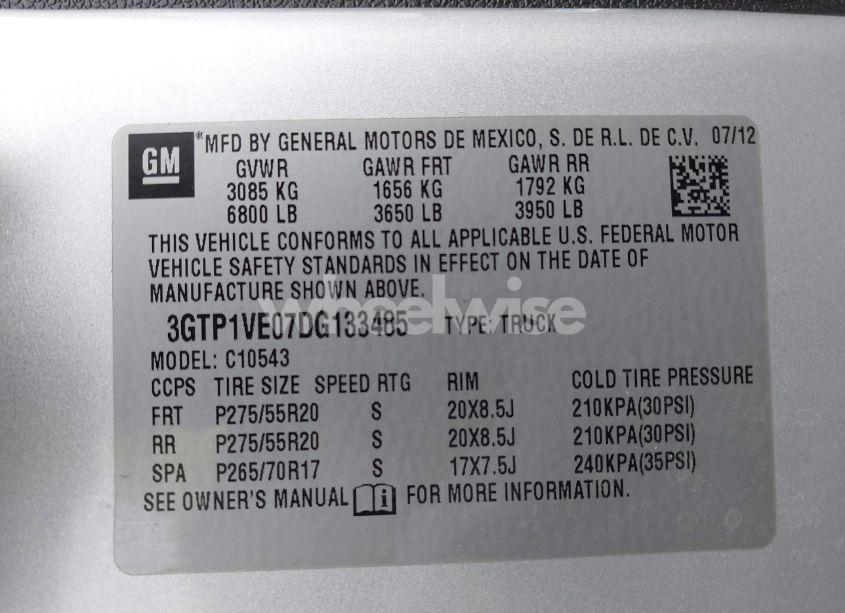 GM ® MFD BY GENERAL MOTORS DE MEXICO, S. DE R.L. DE C.V. 07/12
GVWR GAWR FRT GAWR RR
3085 KG 1656 KG 1792 KG
6800 LB 3650 LB 3950 LB
THIS VEHICLE CONFORMS TO ALL APPLICABLE U.S. FEDERAL MOTOR
VEHICLE SAFETY STANDARDS IN EFFECT ON THE DATE OF
MANUFACTURE SHOWN ABOVE.
wheelwise
3GTP1VE07DG133485 TYPE: TRUCK
MODEL: C10543
CCPS TIRE SIZE SPEED RTG RIM COLD TIRE PRESSURE
FRT P275/55R20 S 20X8.5J 210KPA(30PSI)
RR P275/55R20 S 20X8.5J 210KPA(30PSI)
SPA P265/70R17 S 17X7.5J 240KPA(35PSI)
SEE OWNER'S MANUAL i FOR MORE INFORMATION.